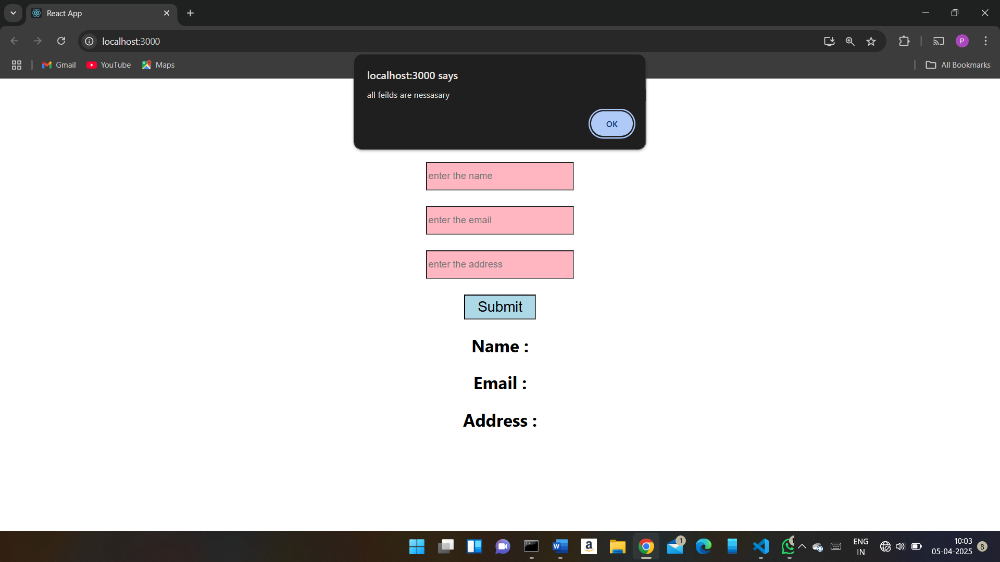 React App
localhost:3000
P
Gmail
YouTube
Maps
All Bookmarks
localhost:3000 says
all feilds are nessasary
OK
enter the name
enter the email
enter the address
Submit
Name :
Email :
Address :
W
a
1
1
ENG
IN
10:03
05-04-2025
8